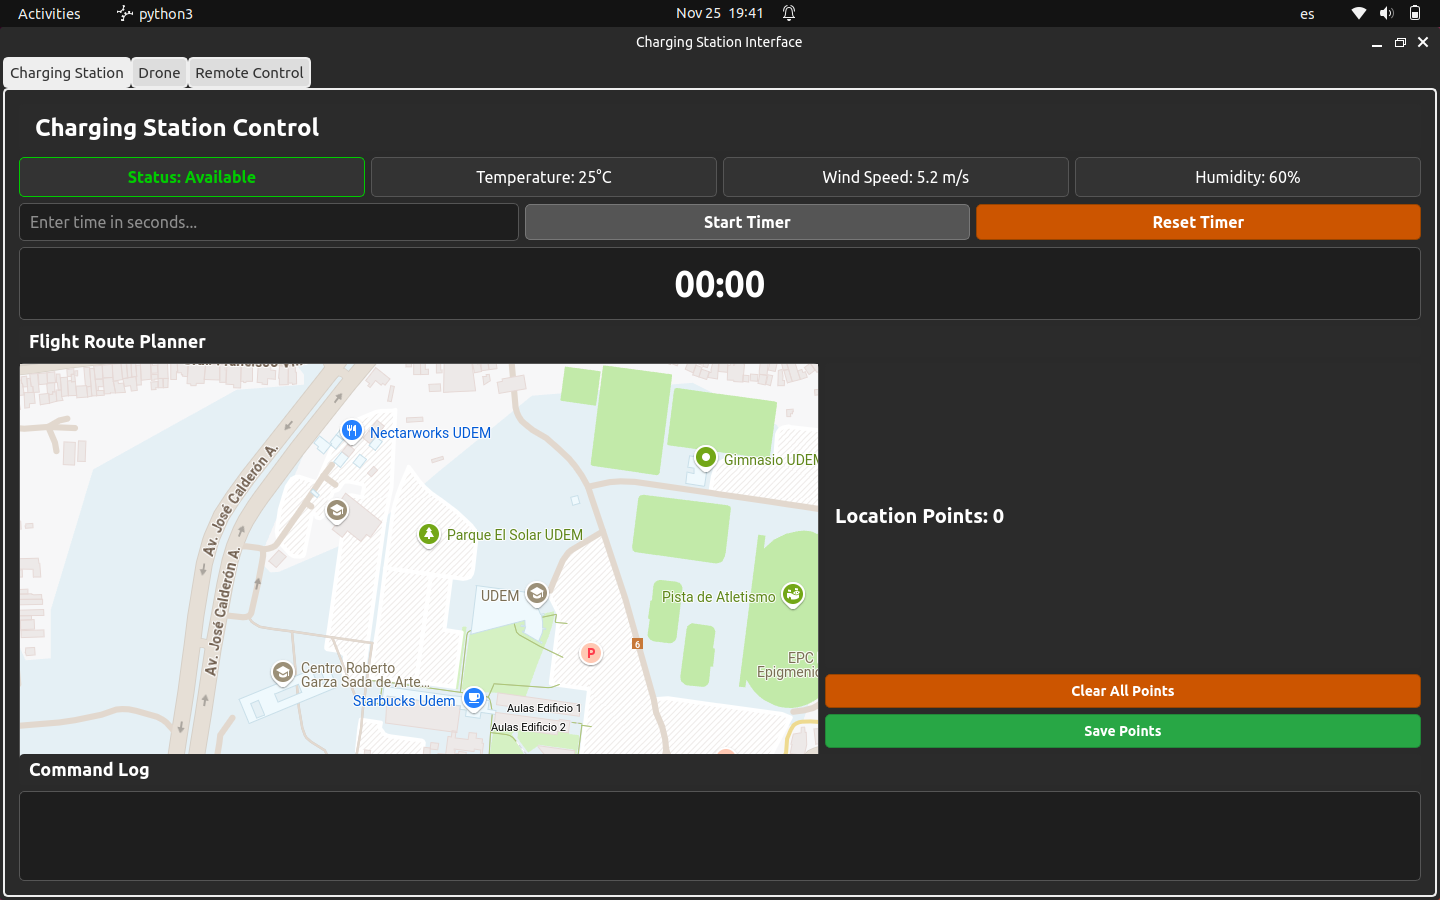 Activities
python3
Nov 25 19:41
es
Charging Station Interface
Charging Station
Drone
Remote Control
Charging Station Control
Status: Available
Temperature: 25°C
Wind Speed: 5.2 m/s
Humidity: 60%
Enter time in seconds...
Start Timer
Reset Timer
00:00
Flight Route Planner
Nectarworks UDEM
Gimnasio UDEM
Av. José Calderón A.
Parque El Solar UDEM
Av. José Calderón A.
UDEM
Pista de Atletismo
6
P
EPC
Epigmenio
Centro Roberto
Garza Sada de Arte...
Starbucks Udem
Aulas Edificio 1
Aulas Edificio 2
Location Points: 0
Clear All Points
Save Points
Command Log